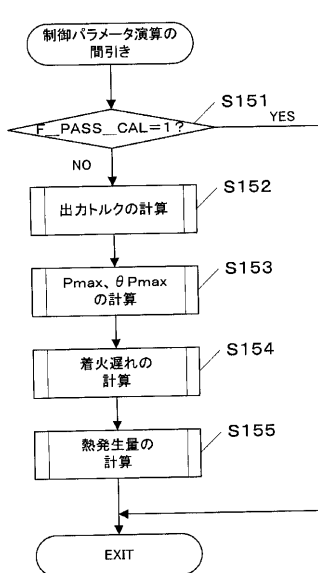 制御パラメータ演算の
間引き
S151
F_PASS_CAL=1?
YES
NO
S152
出力トルクの計算
S153
Pmax、θPmax
の計算
S154
着火遅れの
計算
S155
熱発生量の
計算
EXIT